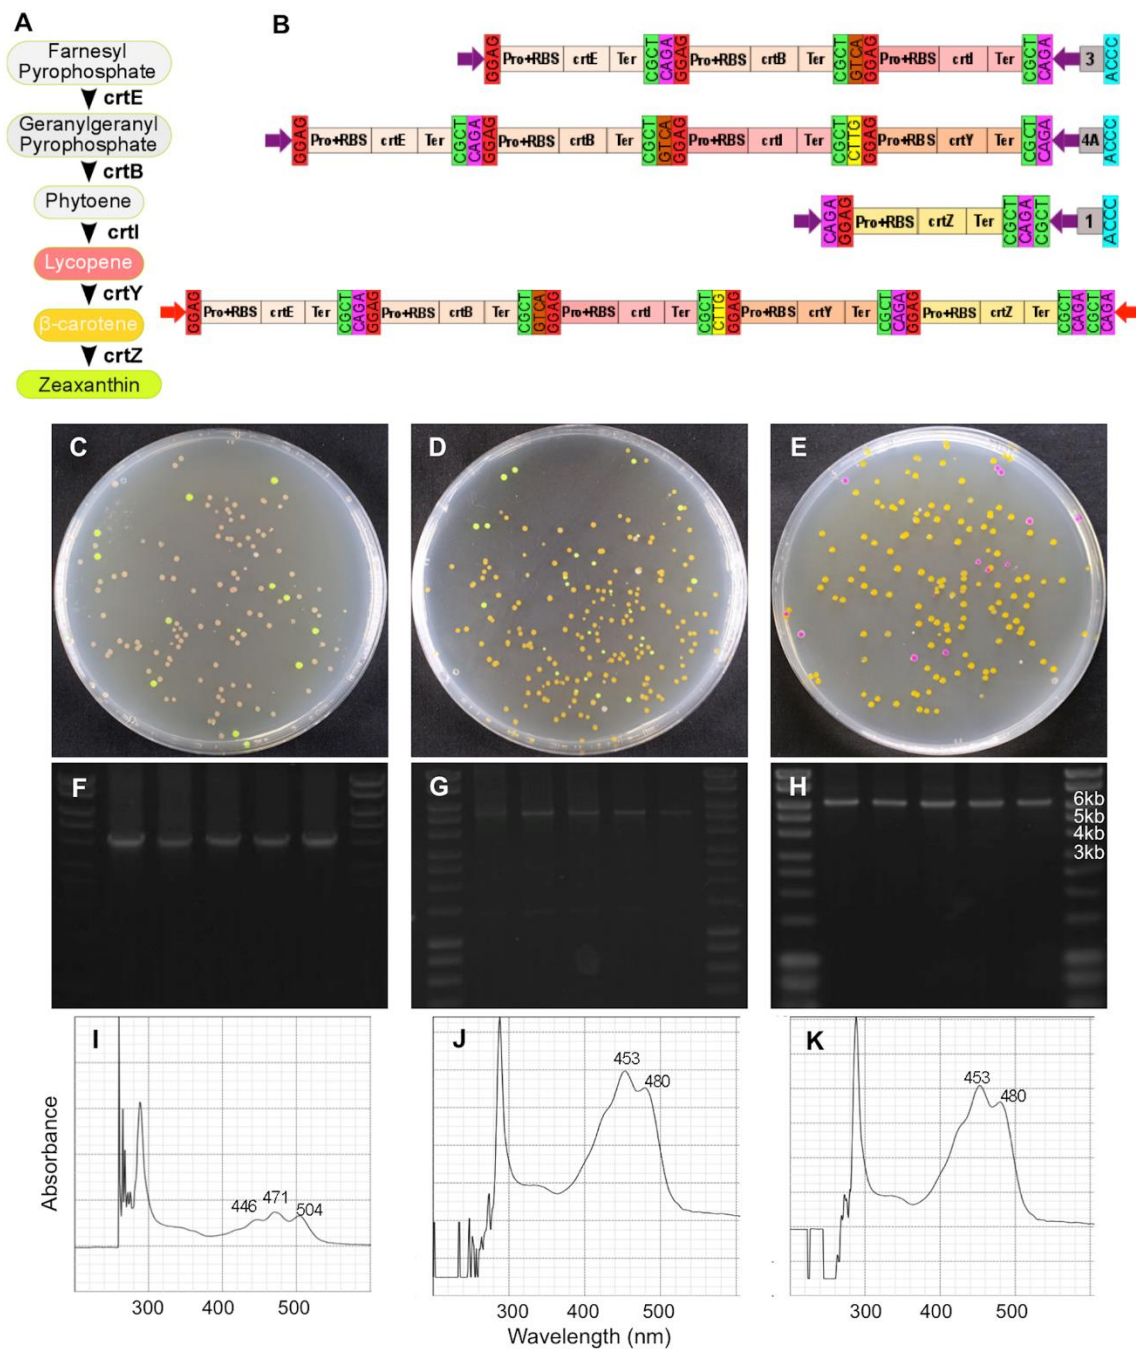 A
Farnesyl
Pyrophosphate
crtE
Geranylgeranyl
Pyrophosphate
crtB
Phytoene
crtI
Lycopene
crtY
β-carotene
crtZ
Zeaxanthin
B
GGAG Pro+RBS crtE Ter CGCT CAGA GGAG Pro+RBS crtB Ter CGCT GTCA GGAG Pro+RBS crtI Ter CGCT CAGA 3 ACCC
GGAG Pro+RBS crtE Ter CGCT CAGA GGAG Pro+RBS crtB Ter CGCT GTCA GGAG Pro+RBS crtI Ter CGCT CTTG GGAG Pro+RBS crtY Ter CGCT CAGA 4A ACCC
CAGA GGAG Pro+RBS crtZ Ter CGCT CAGA CGCT 1 ACCC
GGAG Pro+RBS crtE Ter CGCT CAGA GGAG Pro+RBS crtB Ter CGCT GTCA GGAG Pro+RBS crtI Ter CGCT CTTG GGAG Pro+RBS crtY Ter CGCT CAGA GGAG Pro+RBS crtZ Ter CGCT CAGA CGCT CAGA
C
D
E
F
G
H
6kb
5kb
4kb
3kb
I
446 471 504
J
453
480
K
453
480
Absorbance
300 400 500
300 400 500
300 400 500
Wavelength (nm)